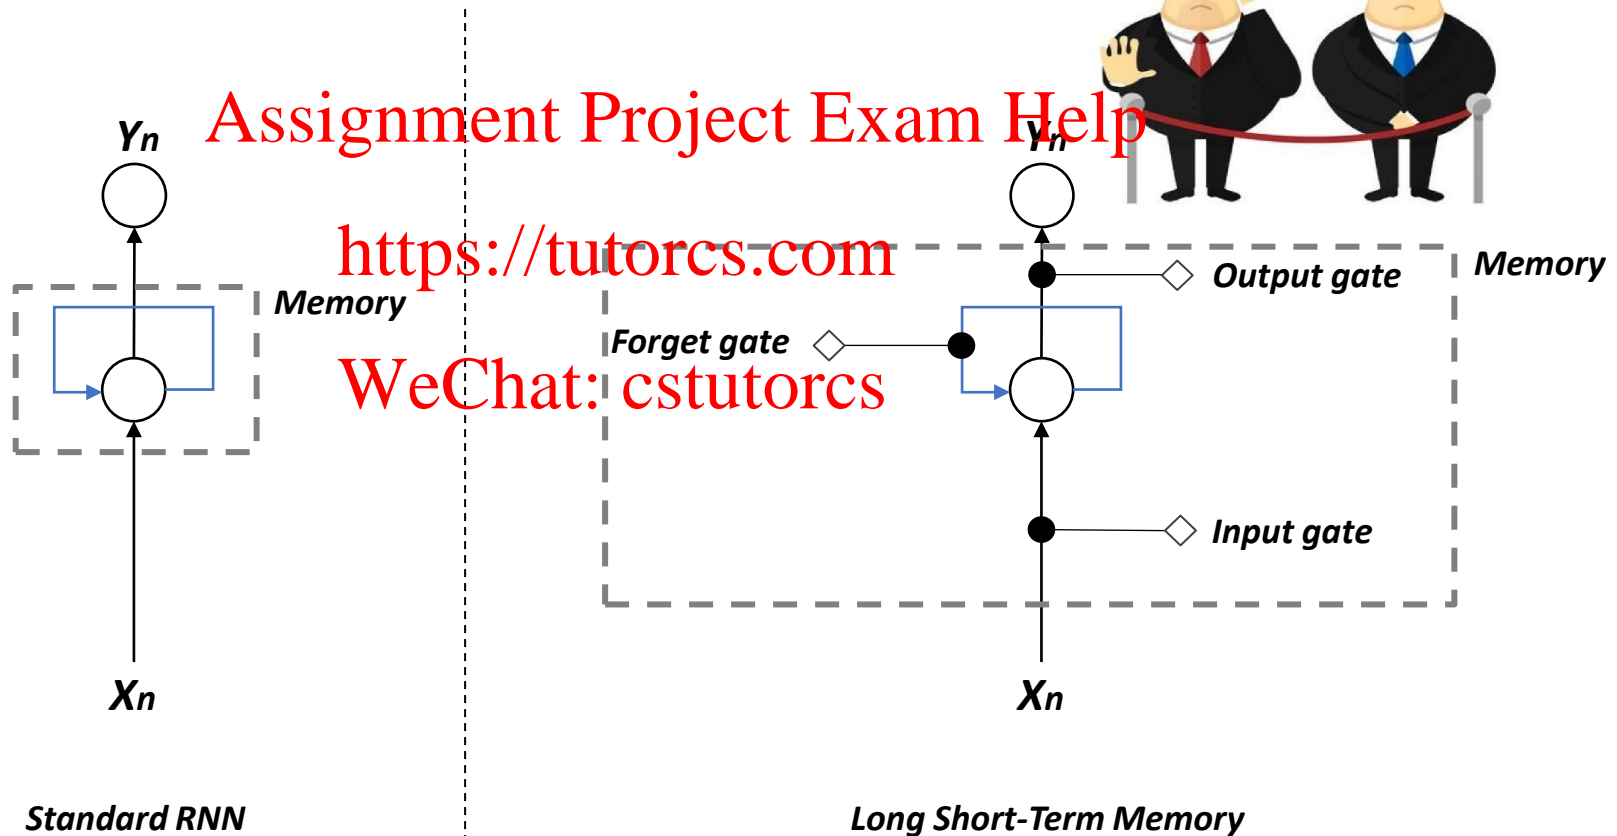 Assignment Project Exam Help
Yn
Yn
https://tutorcs.com
Memory
Output gate
Memory
Forget gate
WeChat: cstutorcs
Input gate
Xn
Xn
Standard RNN
Long Short-Term Memory